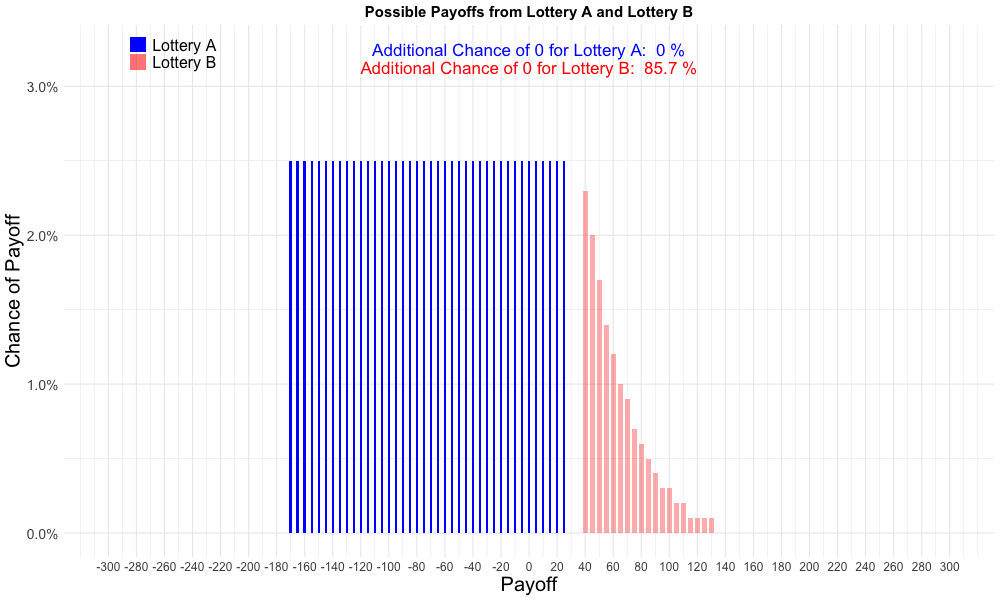 Possible Payoffs from Lottery A and Lottery B
Lottery A
Lottery B
Additional Chance of 0 for Lottery A:  0 %
Additional Chance of 0 for Lottery B:  85.7 %
Chance of Payoff
3.0%
2.0%
1.0%
0.0%
-300 -280 -260 -240 -220 -200 -180 -160 -140 -120 -100 -80 -60 -40 -20 0 20 40 60 80 100 120 140 160 180 200 220 240 260 280 300
Payoff